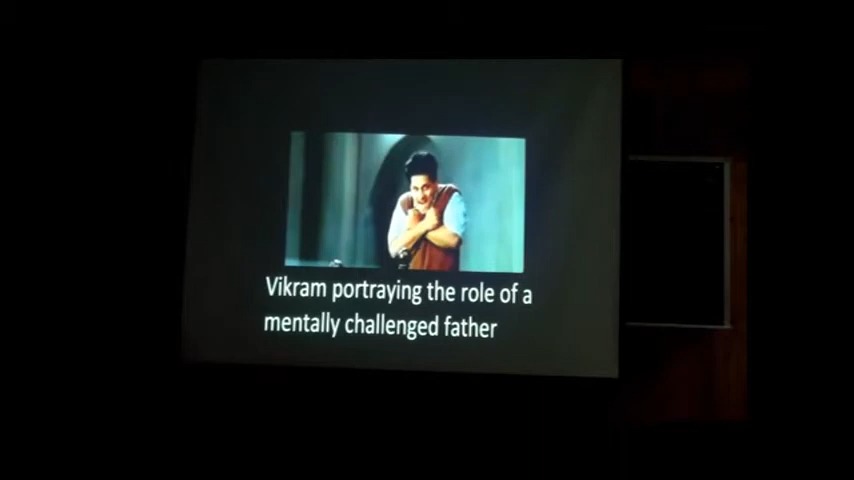 Vikram portraying the role of a
mentally challenged father